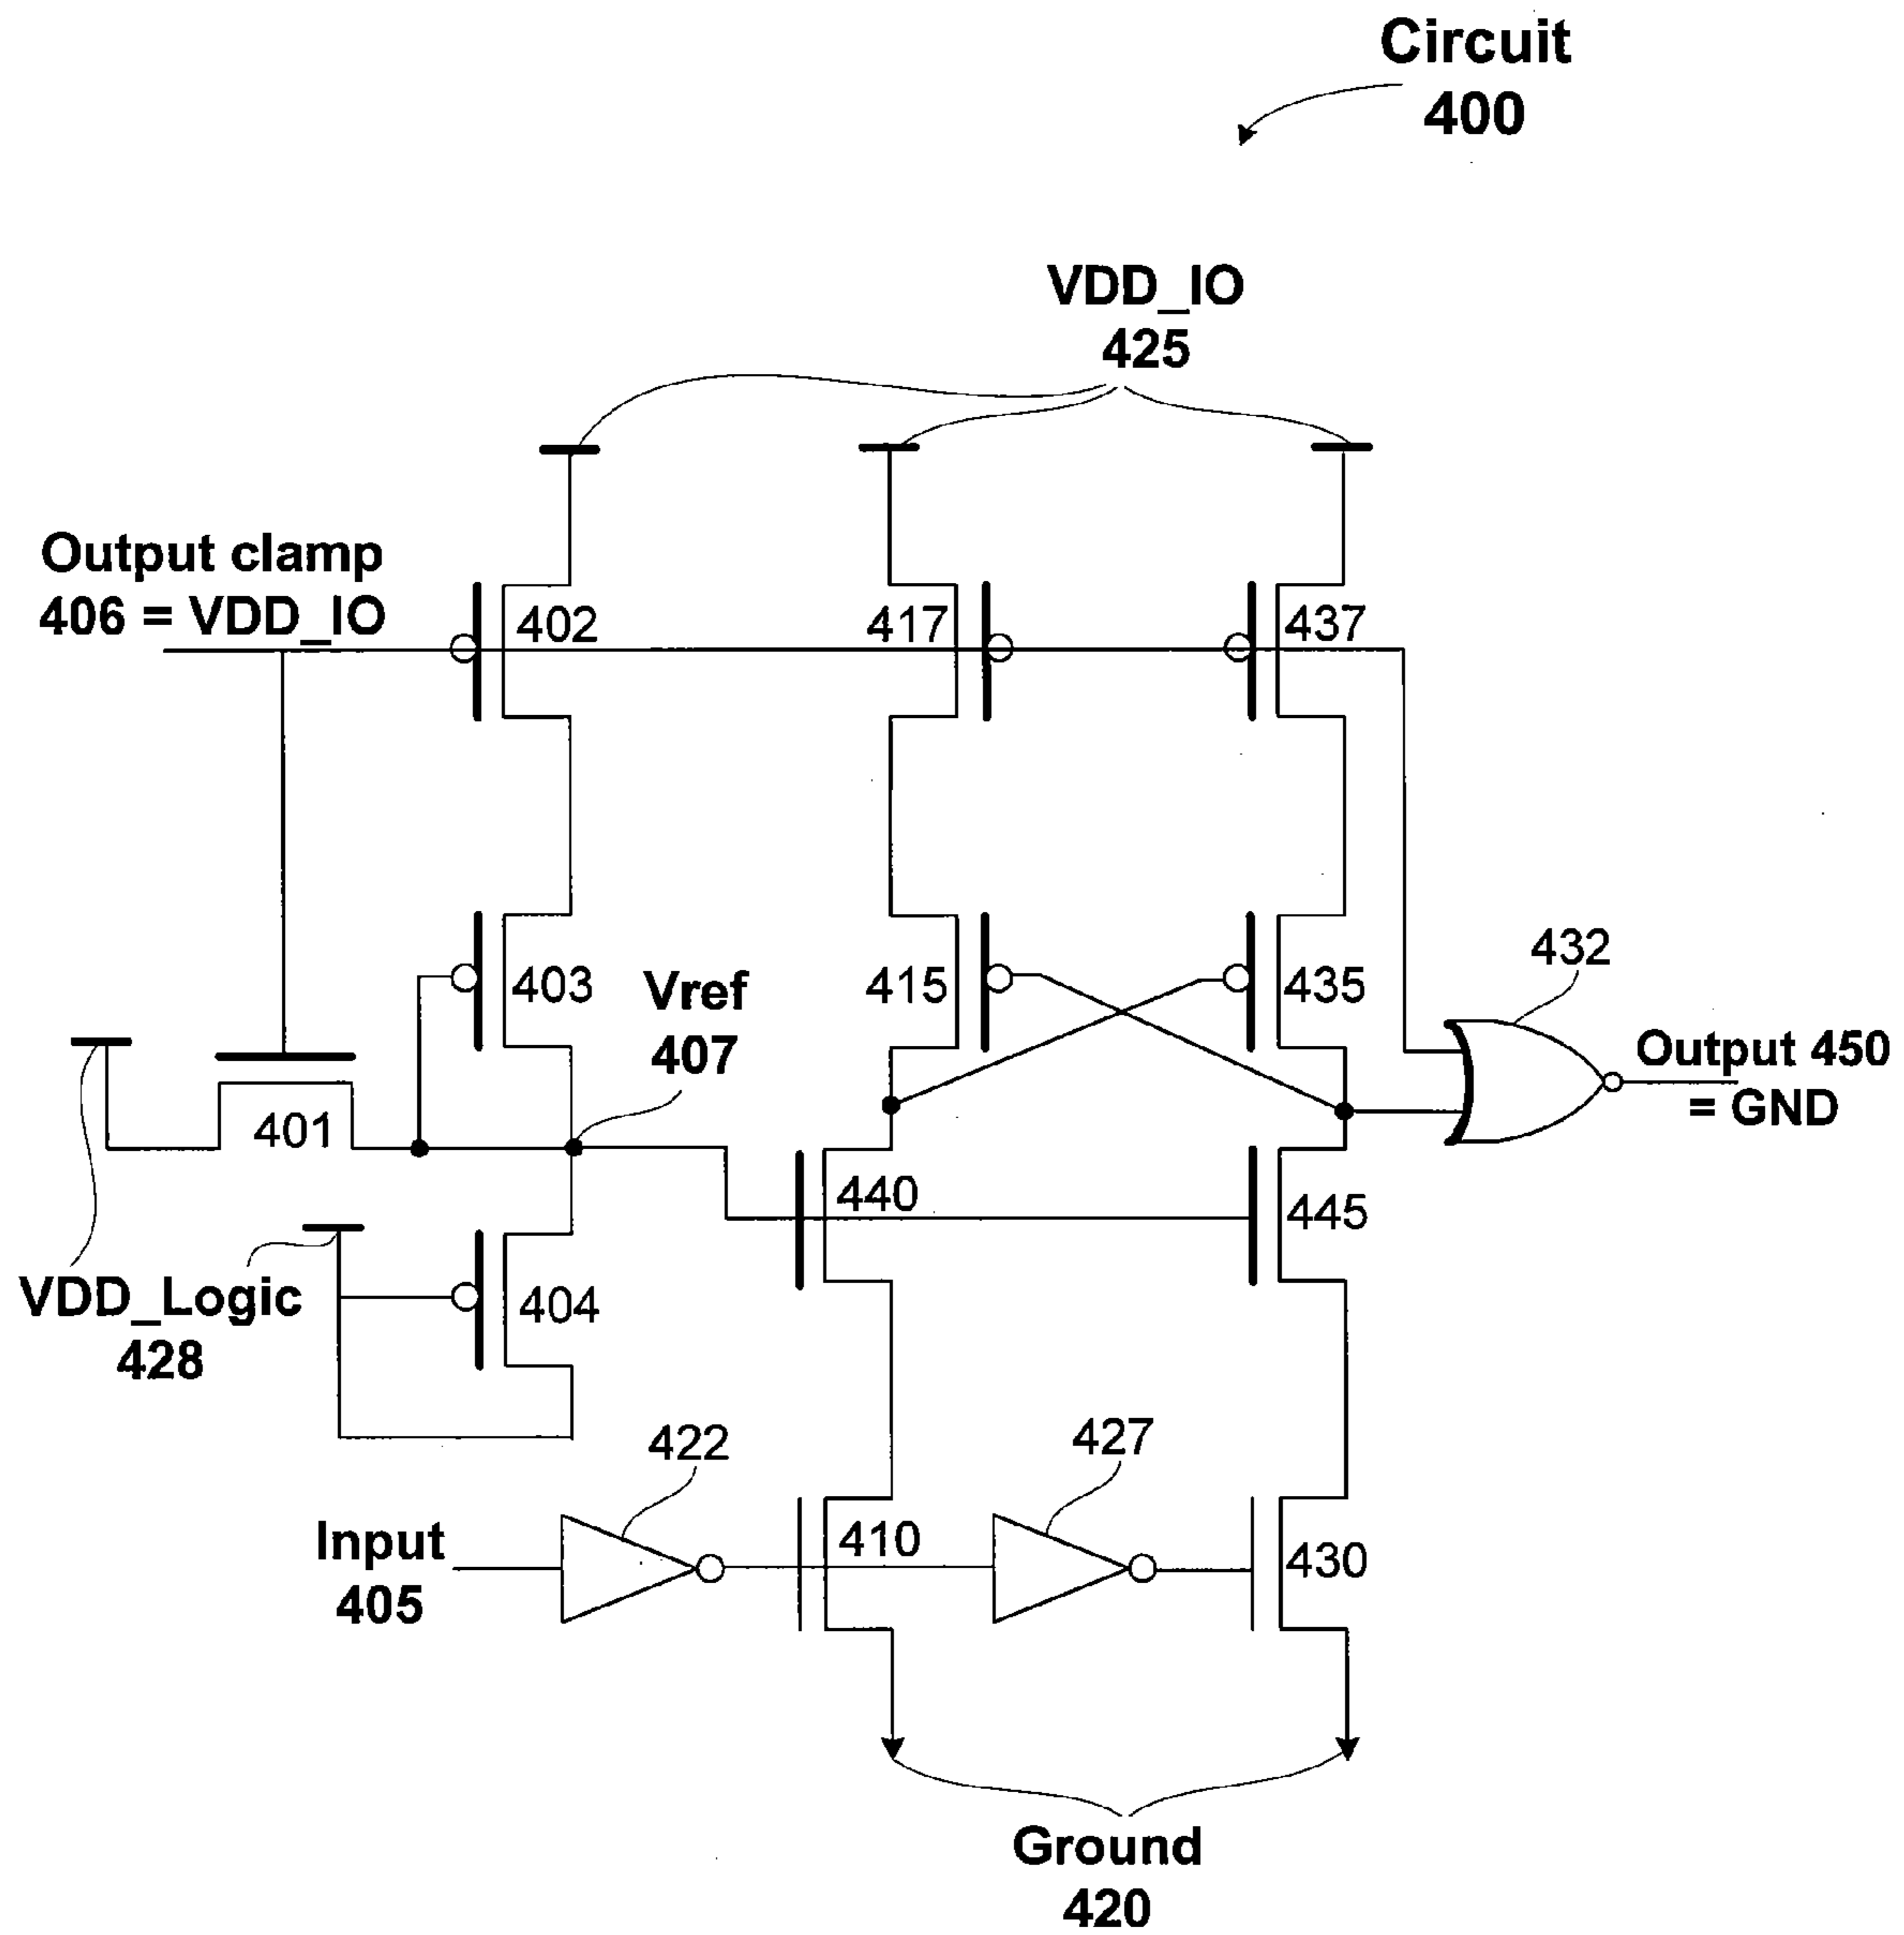 Circuit
400
VDD_IO
425
Output clamp
406 = VDD_IO
402
417
437
432
403
Vref
407
415
435
Output 450
= GND
401
440
445
VDD_Logic
428
404
422
427
Input
405
410
430
Ground
420